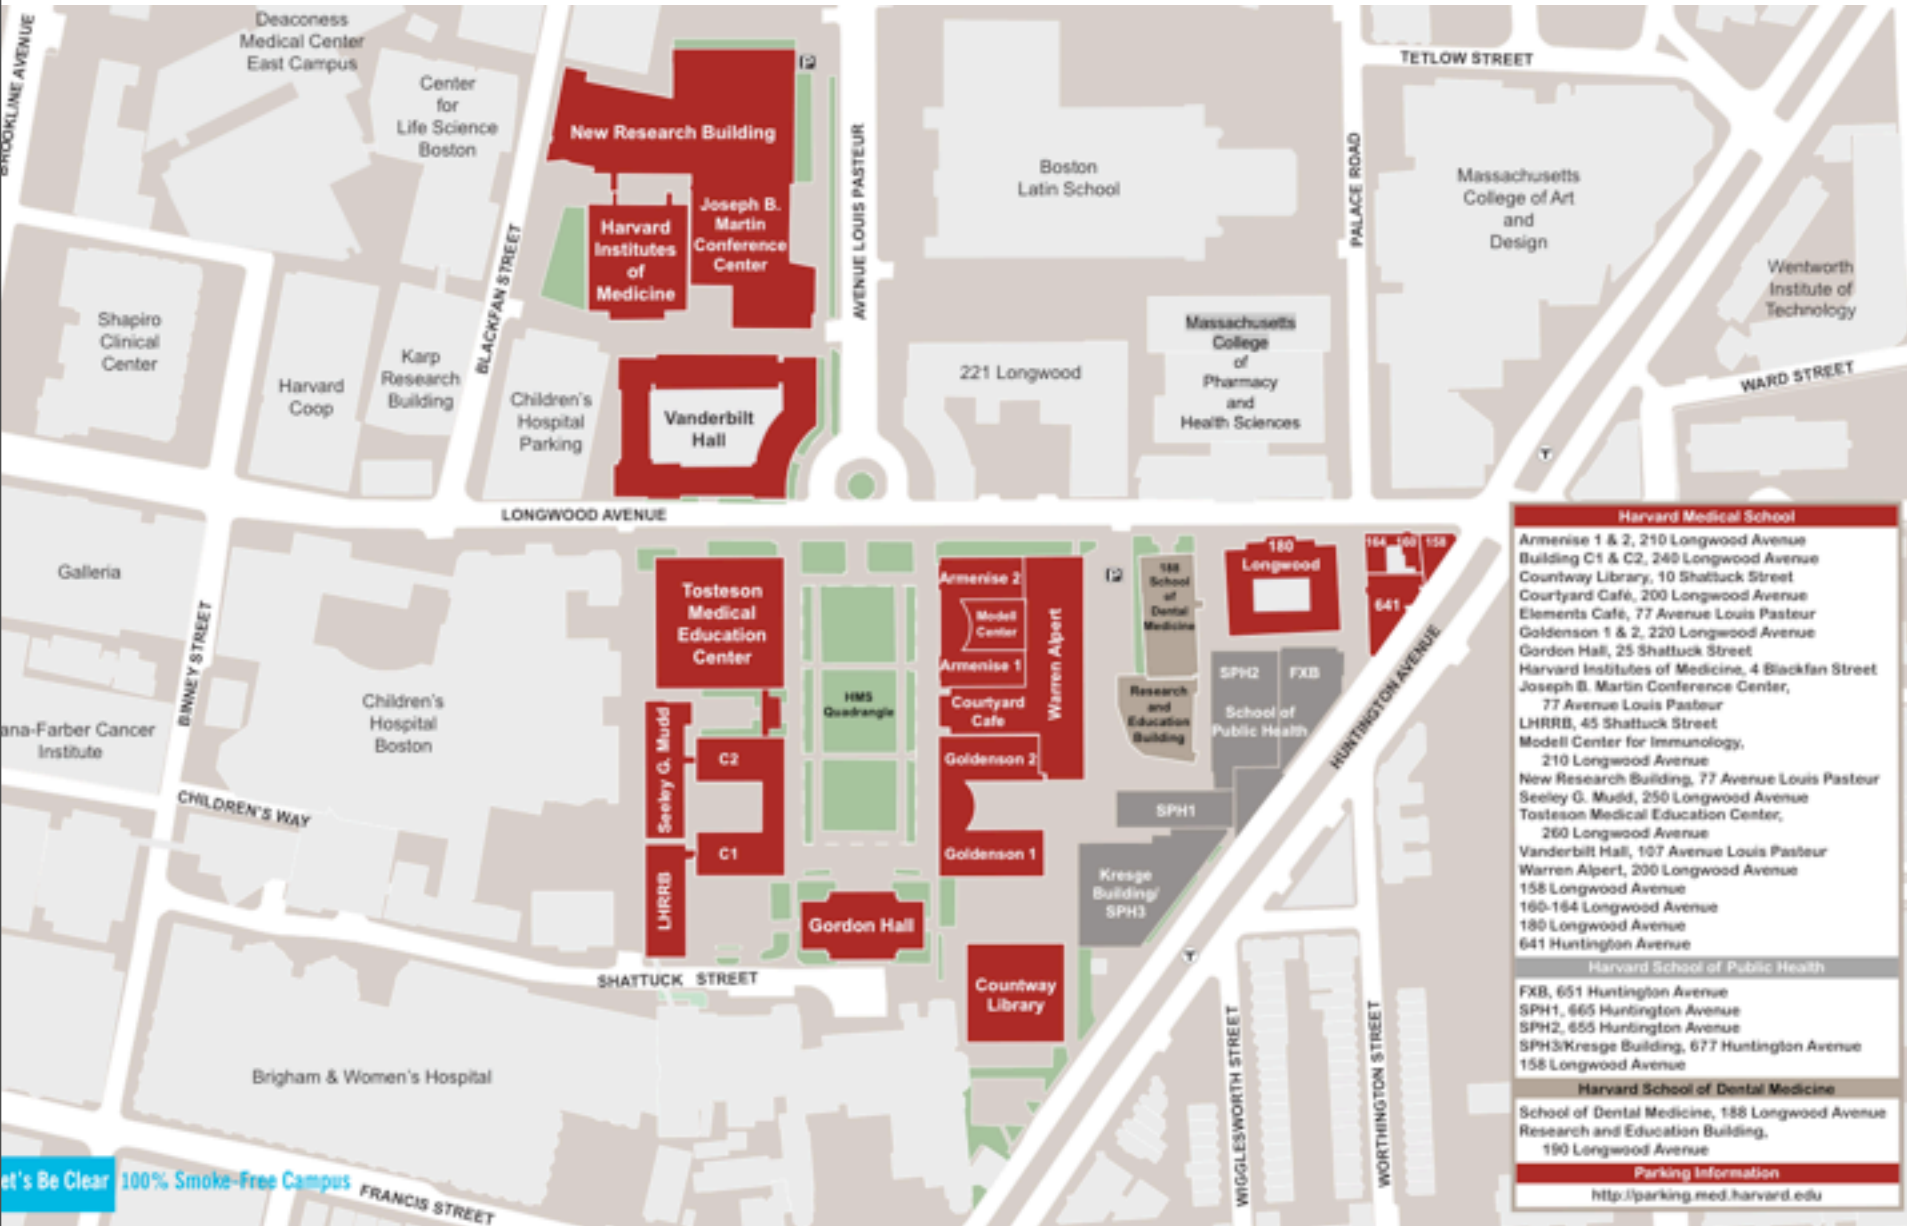 BROOKLINE AVENUE
Deaconess
Medical Center
East Campus
Center
for
Life Science
Boston
New Research Building
P
AVENUE LOUIS PASTEUR
Boston
Latin School
PALACE ROAD
TETLOW STREET
Massachusetts
College of Art
and
Design
Wentworth
Institute of
Technology
WARD STREET
BLACKFAN STREET
Harvard
Institutes
of
Medicine
Joseph B.
Martin
Conference
Center
Shapiro
Clinical
Center
Harvard
Coop
Karp
Research
Building
Children's
Hospital
Parking
Vanderbilt
Hall
221 Longwood
Massachusetts
College
of
Pharmacy
and
Health Sciences
T
LONGWOOD AVENUE
Galleria
BINNEY STREET
ana-Farber Cancer
Institute
Children's
Hospital
Boston
CHILDREN'S WAY
Tosteson
Medical
Education
Center
Seeley G. Mudd
C2
C1
LHRRB
HMS
Quadrangle
Armenise 2
Modell
Center
Armenise 1
Courtyard
Cafe
Warren Alpert
Goldenson 2
Goldenson 1
Gordon Hall
Countway
Library
P
188
School
of
Dental
Medicine
Research
and
Education
Building
180
Longwood
164 160 158
641
SPH2 FXB
School of
Public Health
SPH1
Kresge
Building/
SPH3
HUNTINGTON AVENUE
T
SHATTUCK STREET
Brigham & Women's Hospital
WIGGLESWORTH STREET
WORTHINGTON STREET
et's Be Clear 100% Smoke-Free Campus
FRANCIS STREET
Harvard Medical School
Armenise 1 & 2, 210 Longwood Avenue
Building C1 & C2, 240 Longwood Avenue
Countway Library, 10 Shattuck Street
Courtyard Café, 200 Longwood Avenue
Elements Café, 77 Avenue Louis Pasteur
Goldenson 1 & 2, 220 Longwood Avenue
Gordon Hall, 25 Shattuck Street
Harvard Institutes of Medicine, 4 Blackfan Street
Joseph B. Martin Conference Center,
77 Avenue Louis Pasteur
LHRRB, 45 Shattuck Street
Modell Center for Immunology,
210 Longwood Avenue
New Research Building, 77 Avenue Louis Pasteur
Seeley G. Mudd, 250 Longwood Avenue
Tosteson Medical Education Center,
260 Longwood Avenue
Vanderbilt Hall, 107 Avenue Louis Pasteur
Warren Alpert, 200 Longwood Avenue
158 Longwood Avenue
160-164 Longwood Avenue
180 Longwood Avenue
641 Huntington Avenue
Harvard School of Public Health
FXB, 651 Huntington Avenue
SPH1, 665 Huntington Avenue
SPH2, 655 Huntington Avenue
SPH3/Kresge Building, 677 Huntington Avenue
158 Longwood Avenue
Harvard School of Dental Medicine
School of Dental Medicine, 188 Longwood Avenue
Research and Education Building,
190 Longwood Avenue
Parking Information
http://parking.med.harvard.edu